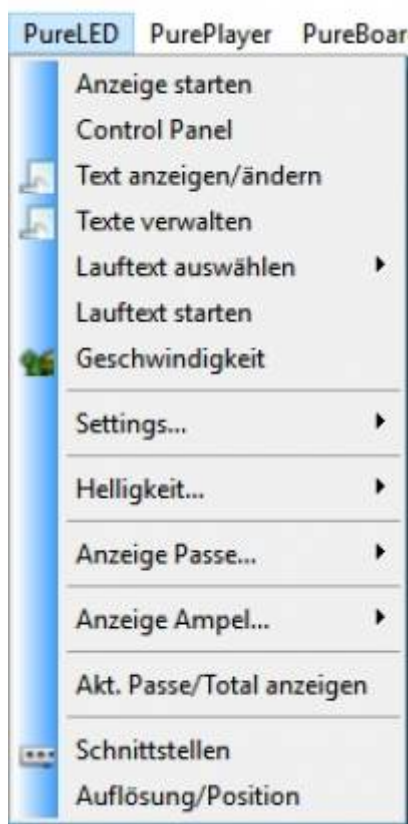 PureLED PurePlayer PureBoar
Anzeige starten
Control Panel
Text anzeigen/ändern
Texte verwalten
Lauftext auswählen
Lauftext starten
Geschwindigkeit
Settings...
Helligkeit...
Anzeige Passe...
Anzeige Ampel...
Akt. Passe/Total anzeigen
Schnittstellen
Auflösung/Position